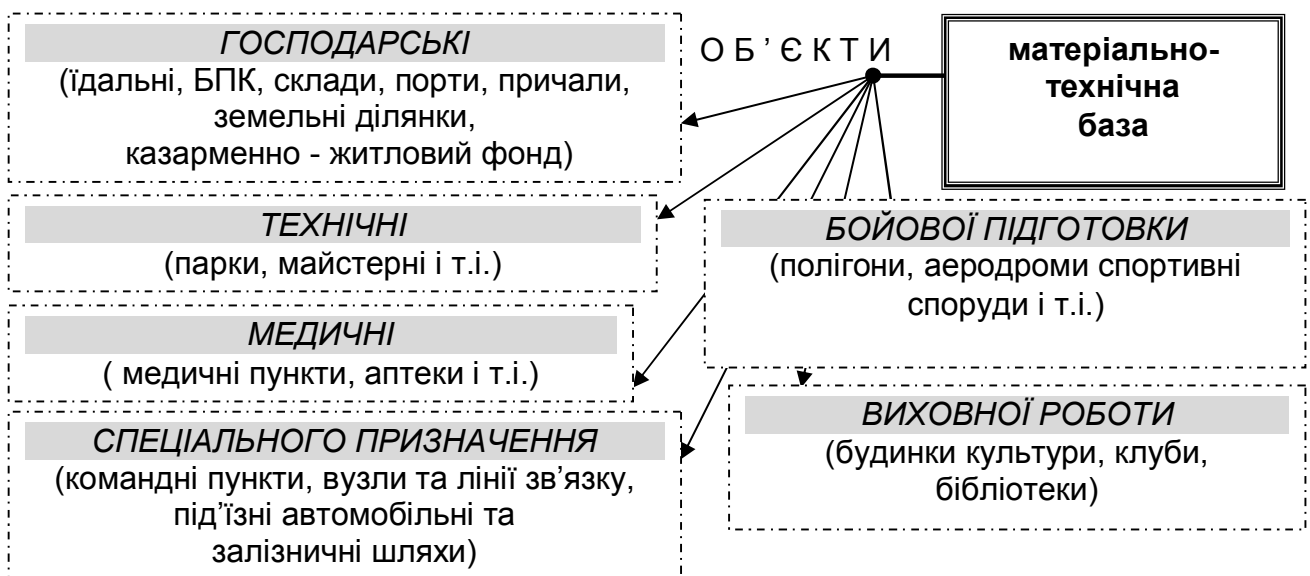 ГОСПОДАРСЬКІ
(їдальні, БПК, склади, порти, причали,
земельні ділянки,
казарменно - житловий фонд)
О Б ’ Є К Т И
матеріально-
технічна
база
ТЕХНІЧНІ
(парки, майстерні і т.і.)
БОЙОВОЇ ПІДГОТОВКИ
(полігони, аеродроми спортивні
споруди і т.і.)
МЕДИЧНІ
( медичні пункти, аптеки і т.і.)
СПЕЦІАЛЬНОГО ПРИЗНАЧЕННЯ
(командні пункти, вузли та лінії зв’язку,
під’їзні автомобільні та
залізничні шляхи)
ВИХОВНОЇ РОБОТИ
(будинки культури, клуби,
бібліотеки)